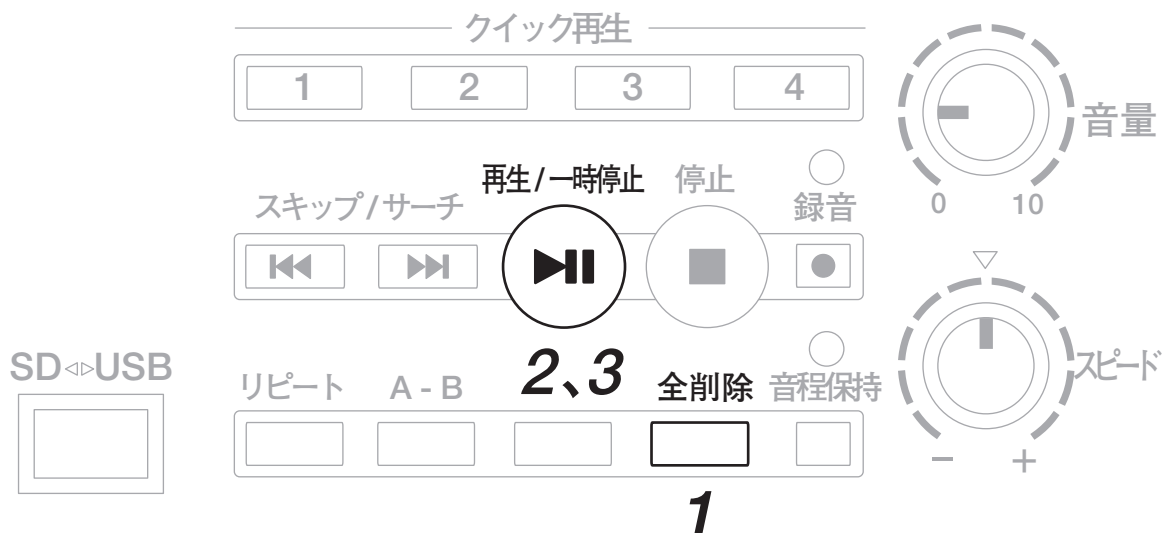 クイック再生
1 2 3 4
音量
0 10
再生/一時停止 停止
スキップ/サーチ 録音
SD◁▷USB
リピート A - B 2、3 全削除 音程保持
スピード
− +
1